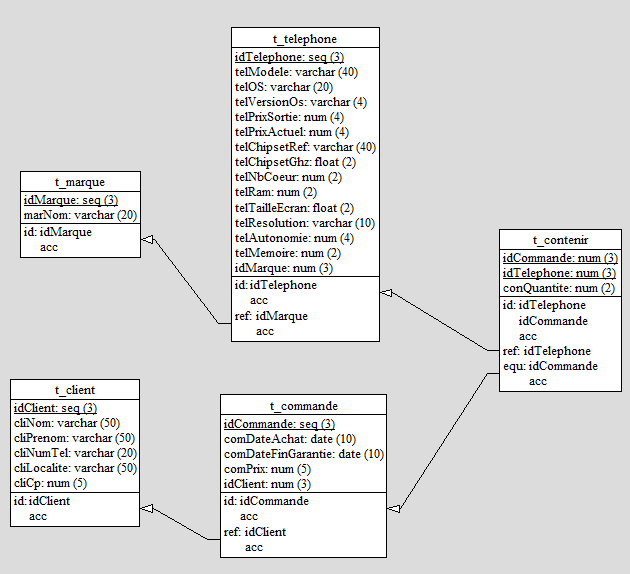 t_telephone
idTelephone: seq (3)
telModele: varchar (40)
telOS: varchar (20)
telVersionOs: varchar (4)
telPrixSortie: num (4)
telPrixActuel: num (4)
telChipsetRef: varchar (40)
telChipsetGhz: float (2)
telNbCoeur: num (2)
telRam: num (2)
telTailleEcran: float (2)
telResolution: varchar (10)
telAutonomie: num (4)
telMemoire: num (2)
idMarque: num (3)
id: idTelephone
acc
ref: idMarque
acc
t_marque
idMarque: seq (3)
marNom: varchar (20)
id: idMarque
acc
t_contenir
idCommande: num (3)
idTelephone: num (3)
conQuantite: num (2)
id: idTelephone
idCommande
acc
ref: idTelephone
equ: idCommande
acc
t_client
idClient: seq (3)
cliNom: varchar (50)
cliPrenom: varchar (50)
cliNumTel: varchar (20)
cliLocalite: varchar (50)
cliCp: num (5)
id: idClient
acc
t_commande
idCommande: seq (3)
comDateAchat: date (10)
comDateFinGarantie: date (10)
comPrix: num (5)
idClient: num (3)
id: idCommande
acc
ref: idClient
acc